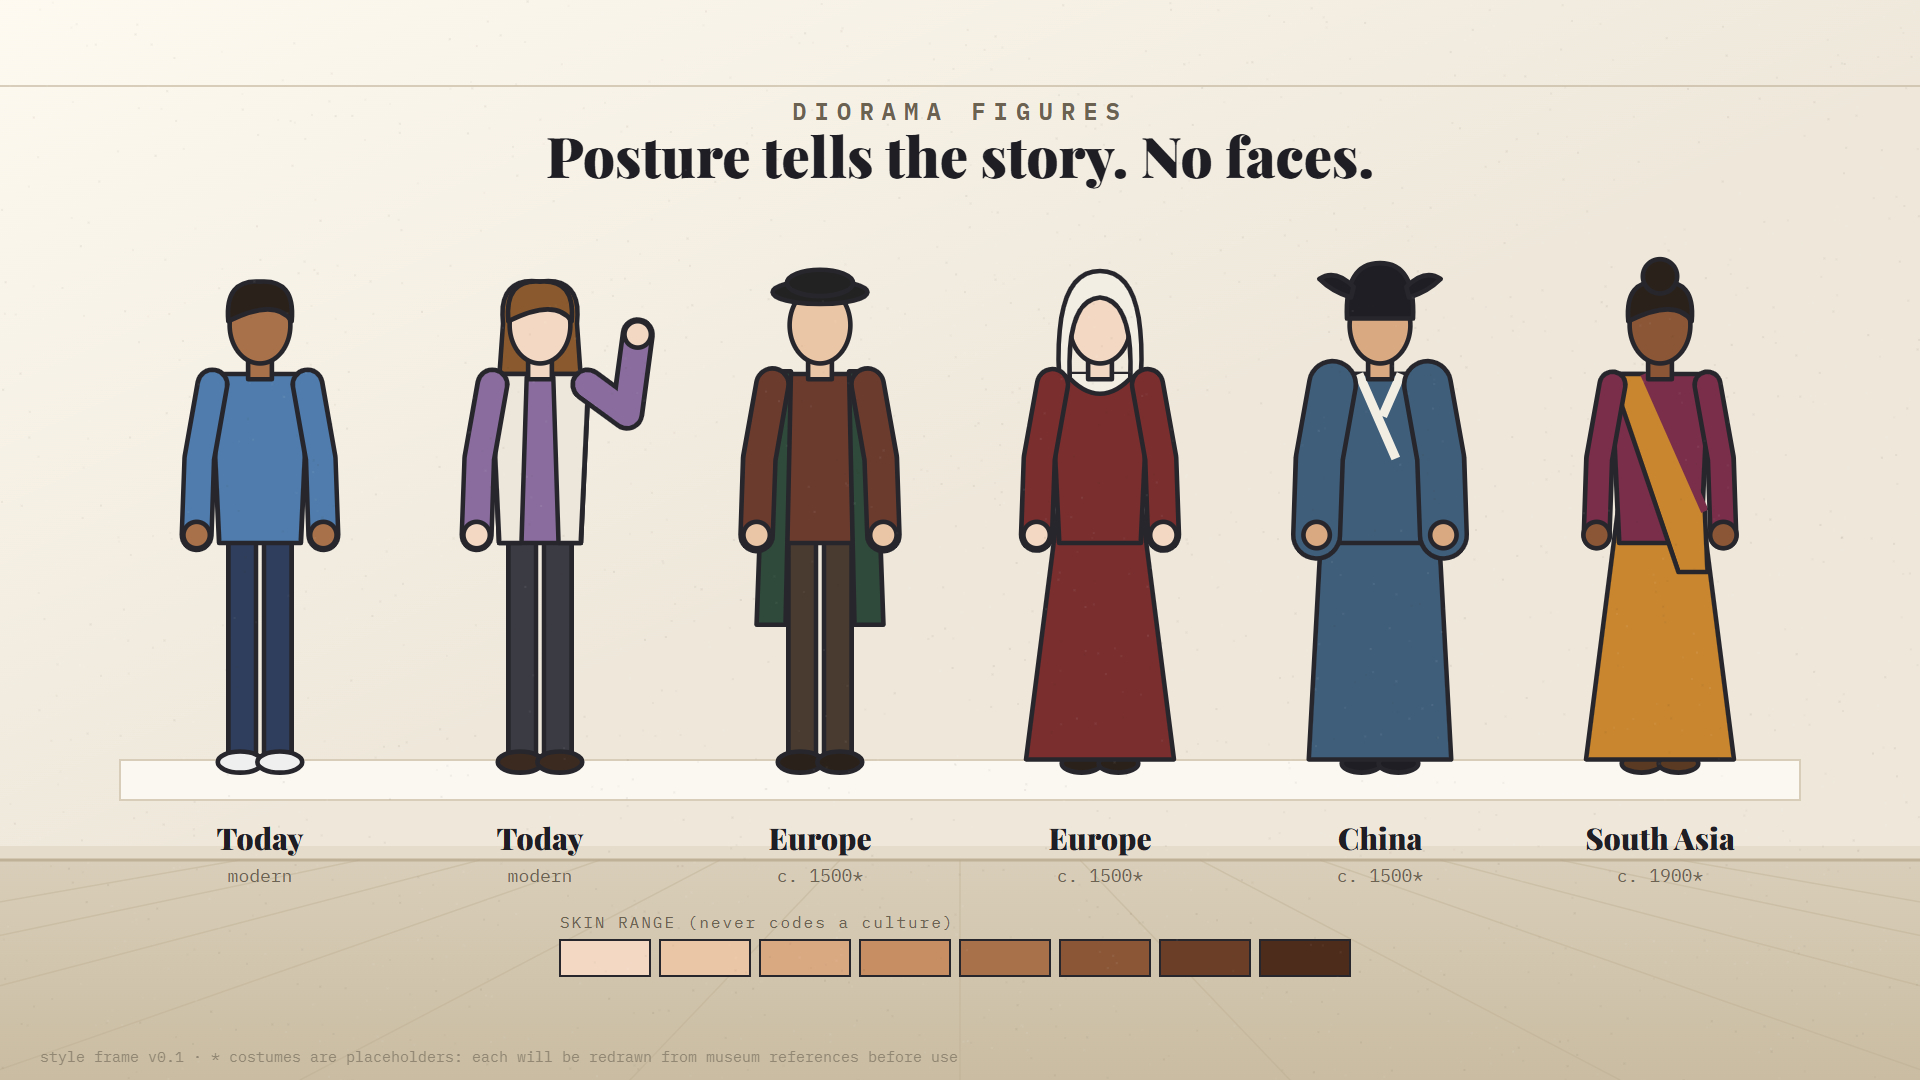 DIORAMA FIGURES
Posture tells the story. No faces.
Today
modern
Today
modern
Europe
c. 1500*
Europe
c. 1500*
China
c. 1500*
South Asia
c. 1900*
SKIN RANGE (never codes a culture)
style frame v0.1 · * costumes are placeholders: each will be redrawn from museum references before use